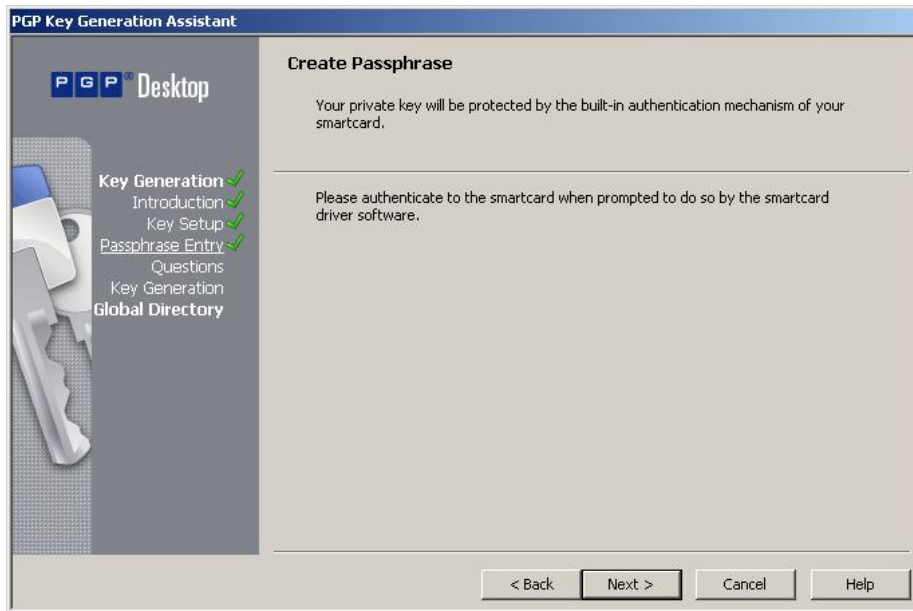 PGP Key Generation Assistant
PGP® Desktop
Key Generation
Introduction
Key Setup
Passphrase Entry
Questions
Key Generation
Global Directory
Create Passphrase
Your private key will be protected by the built-in authentication mechanism of your
smartcard.
Please authenticate to the smartcard when prompted to do so by the smartcard
driver software.
< Back
Next >
Cancel
Help